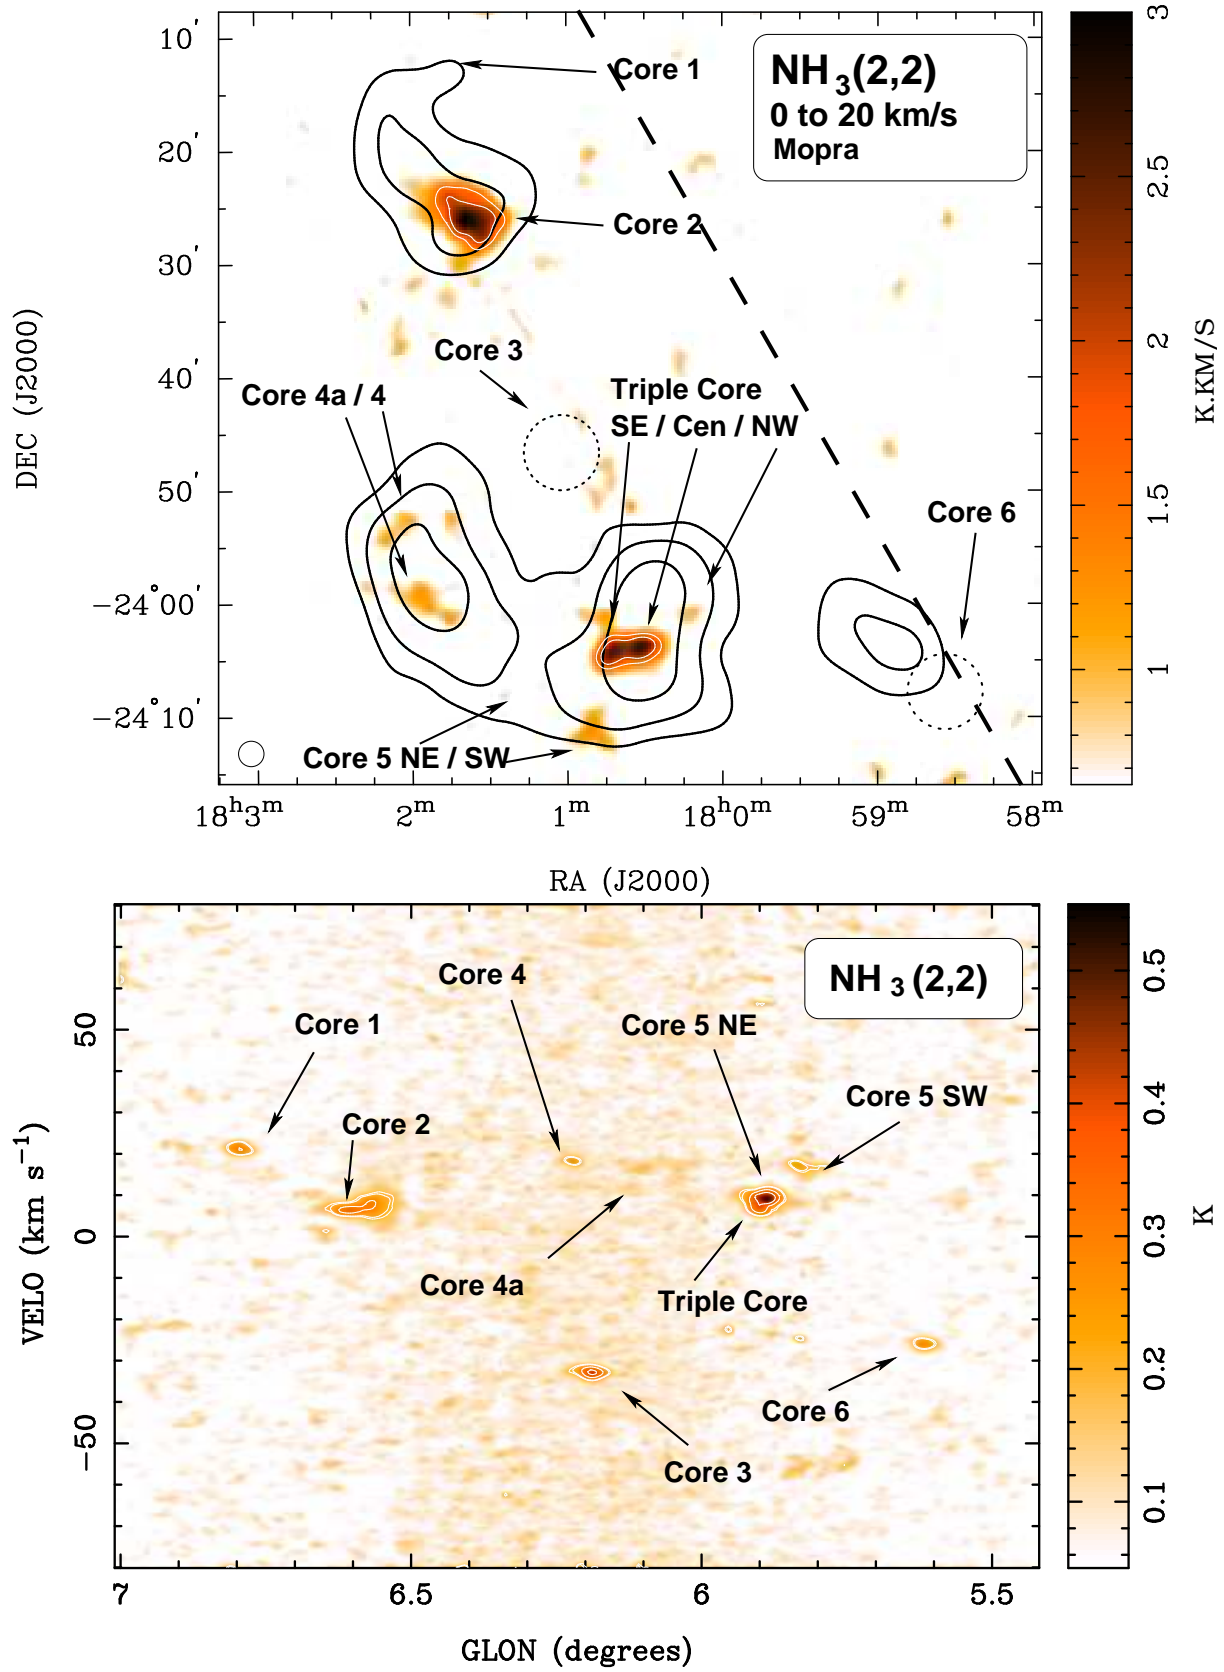 NH3(2,2)
0 to 20 km/s
Mopra
Core 1
Core 2
Core 3
Core 4a / 4
Triple Core
SE / Cen / NW
Core 6
Core 5 NE / SW
10′
20′
30′
40′
50′
−24°00′
−24°10′
DEC (J2000)
18h3m
2m
1m
18h0m
59m
58m
RA (J2000)
3
2.5
2
1.5
1
K.KM/S
NH3(2,2)
Core 4
Core 1
Core 5 NE
Core 2
Core 5 SW
Core 4a
Triple Core
Core 6
Core 3
50
0
−50
VELO (km s−1)
7
6.5
6
5.5
GLON (degrees)
0.5
0.4
0.3
0.2
0.1
K